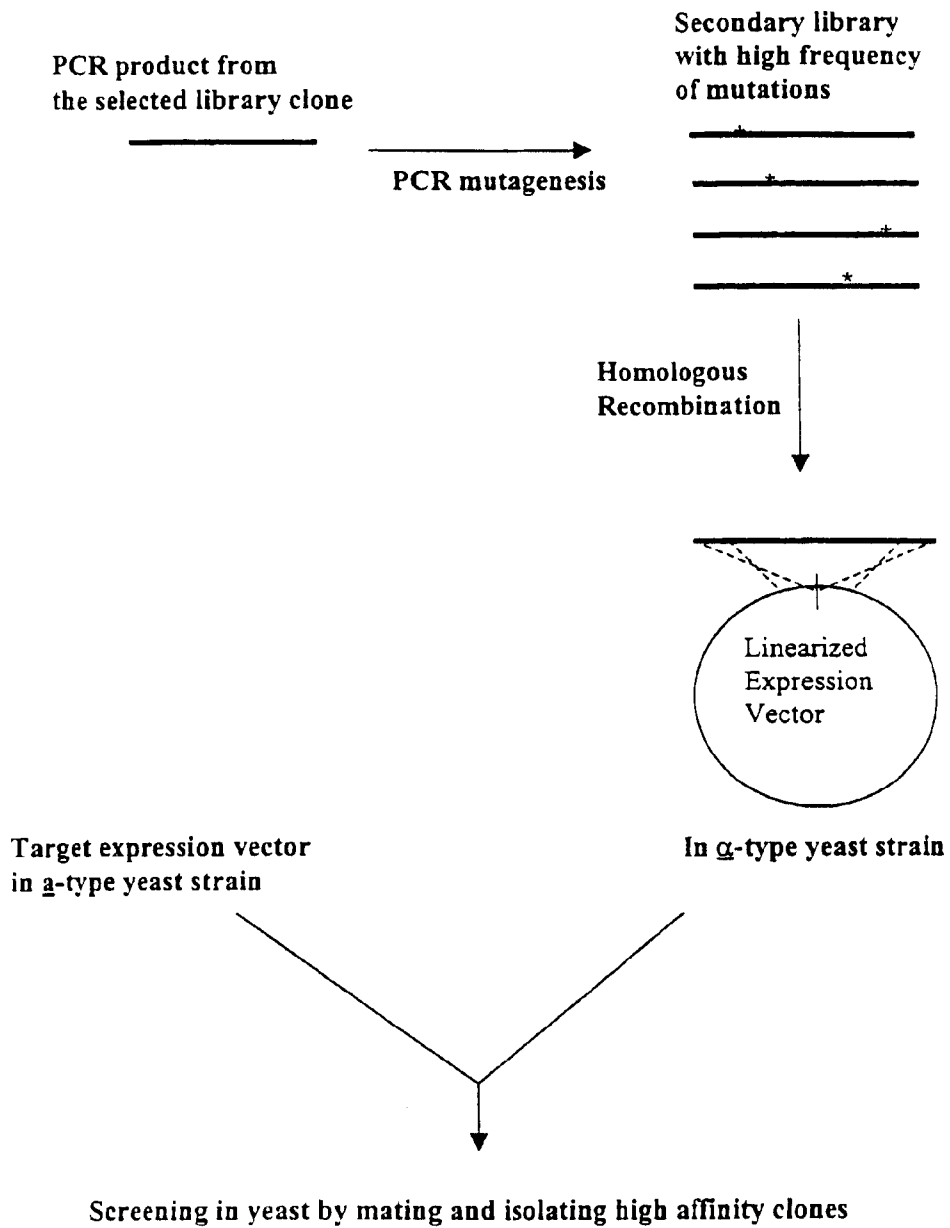 PCR product from
the selected library clone
Secondary library
with high frequency
of mutations
PCR mutagenesis
Homologous
Recombination
Linearized
Expression
Vector
Target expression vector
in a-type yeast strain
In α-type yeast strain
Screening in yeast by mating and isolating high affinity clones